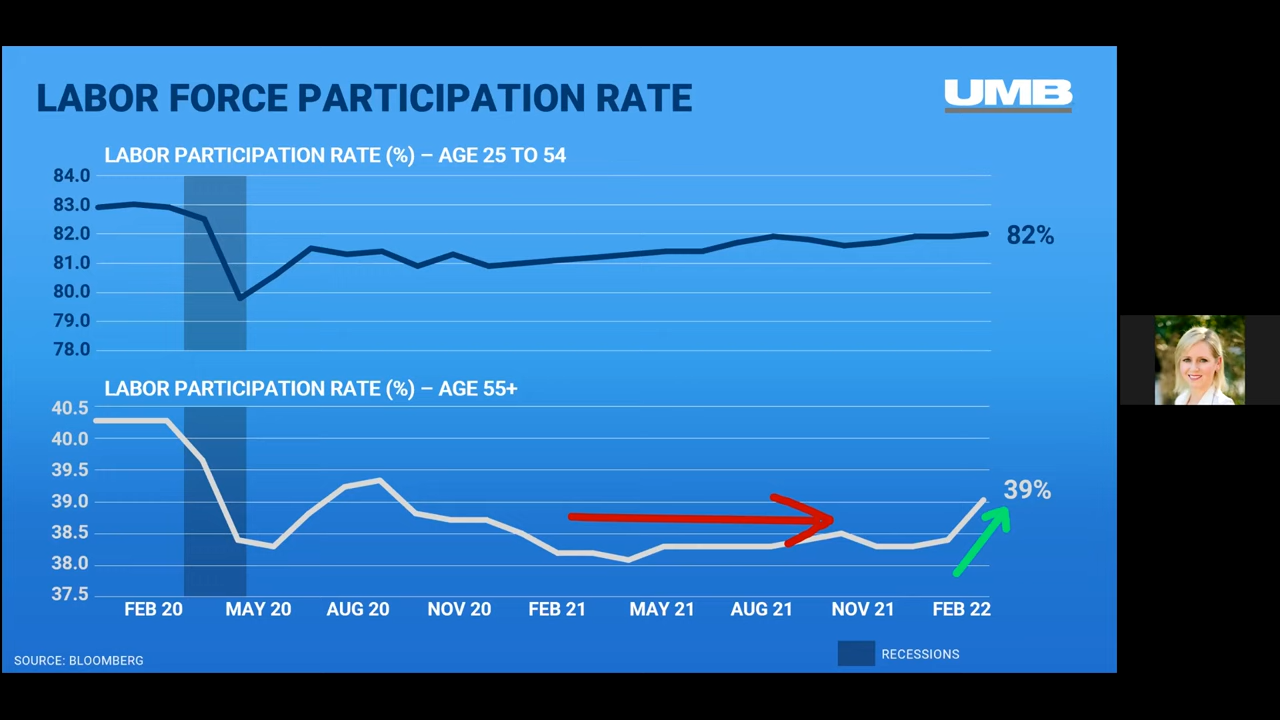 LABOR FORCE PARTICIPATION RATE
UMB
LABOR PARTICIPATION RATE (%) – AGE 25 TO 54
84.0
83.0
82.0
81.0
80.0
79.0
78.0
82%
LABOR PARTICIPATION RATE (%) – AGE 55+
40.5
40.0
39.5
39.0
38.5
38.0
37.5
39%
FEB 20 MAY 20 AUG 20 NOV 20 FEB 21 MAY 21 AUG 21 NOV 21 FEB 22
SOURCE: BLOOMBERG
RECESSIONS